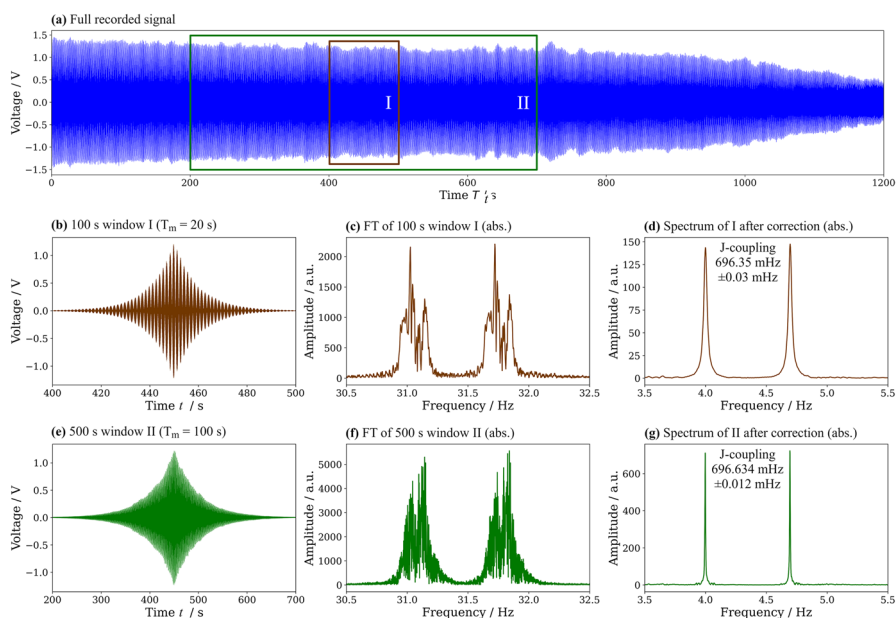 (a) Full recorded signal
Voltage / V
1.5
1.0
0.5
0.0
−0.5
−1.0
−1.5
I
II
0
200
400
600
800
1000
1200
(b) 100 s window I (Tm = 20 s)
Voltage / V
1.0
0.5
0.0
−0.5
−1.0
400
420
440
460
480
500
Time t / s
(c) FT of 100 s window I (abs.)
Amplitude / a.u.
2000
1500
1000
500
0
30.5
31.0
31.5
32.0
32.5
Frequency / Hz
(d) Spectrum of I after correction (abs.)
Amplitude / a.u.
150
125
100
75
50
25
0
J-coupling
696.35 mHz
±0.03 mHz
3.5
4.0
4.5
5.0
5.5
Frequency / Hz
(e) 500 s window II (Tm = 100 s)
Voltage / V
1.0
0.5
0.0
−0.5
−1.0
200
300
400
500
600
700
Time t / s
(f) FT of 500 s window II (abs.)
Amplitude / a.u.
5000
4000
3000
2000
1000
0
30.5
31.0
31.5
32.0
32.5
Frequency / Hz
(g) Spectrum of II after correction (abs.)
Amplitude / a.u.
600
400
200
0
J-coupling
696.634 mHz
±0.012 mHz
3.5
4.0
4.5
5.0
5.5
Frequency / Hz